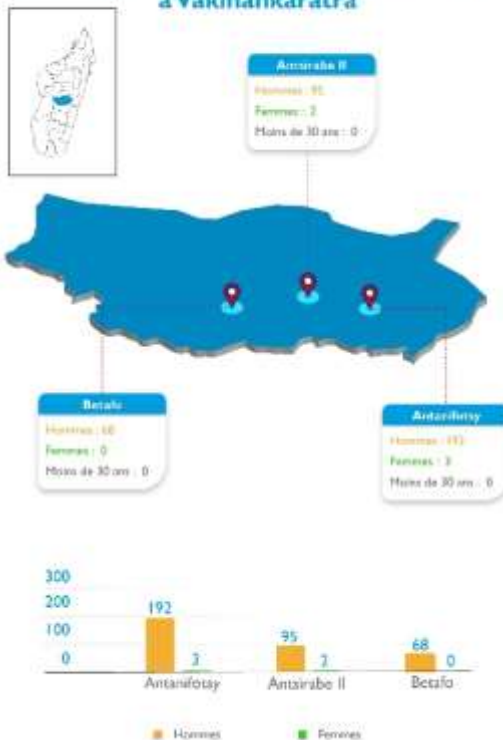 à Vakinankaratra
Antsirabe II
Hommes : 95
Femmes : 2
Moins de 30 ans : 0
Betafo
Hommes : 68
Femmes : 0
Moins de 30 ans : 0
Antanifotsy
Hommes : 192
Femmes : 3
Moins de 30 ans : 0
300
200
100
0
192
3
95
2
68
0
Antanifotsy
Antsirabe II
Betafo
Hommes
Femmes